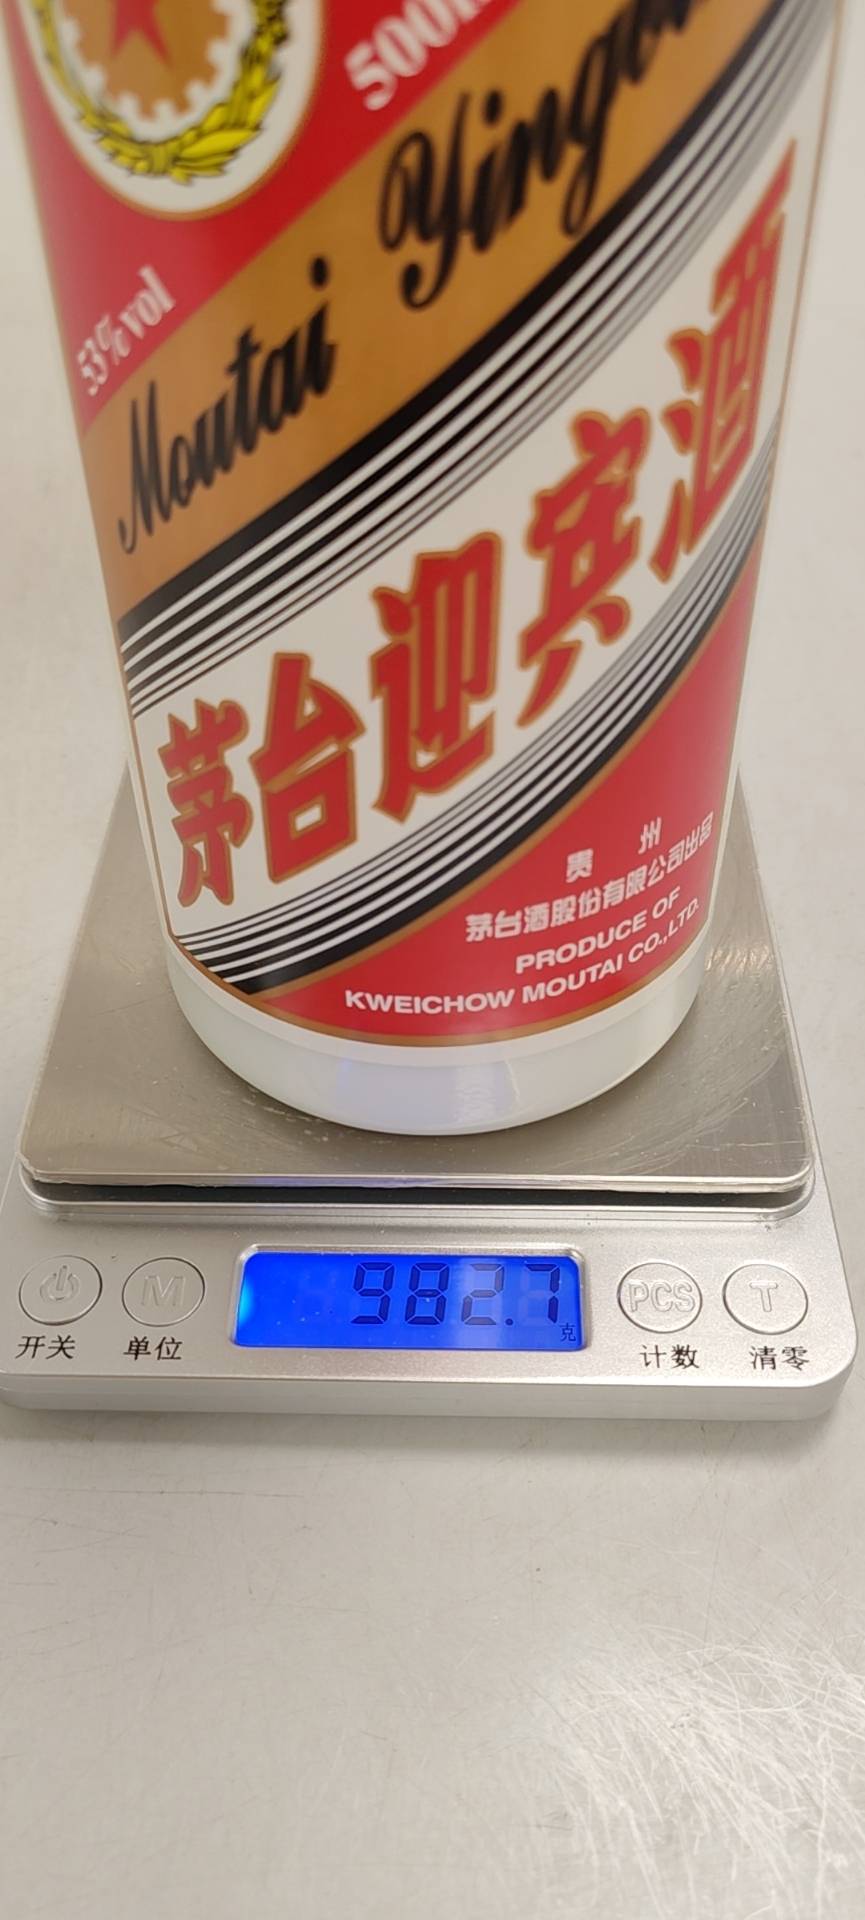 53%vol
Moutai
茅台迎宾酒
贵 州
茅台酒股份有限公司出品
PRODUCE OF
KWEICHOW MOUTAI CO.,LTD.
982.7
克
M
PCS
T
开关
单位
计数
清零